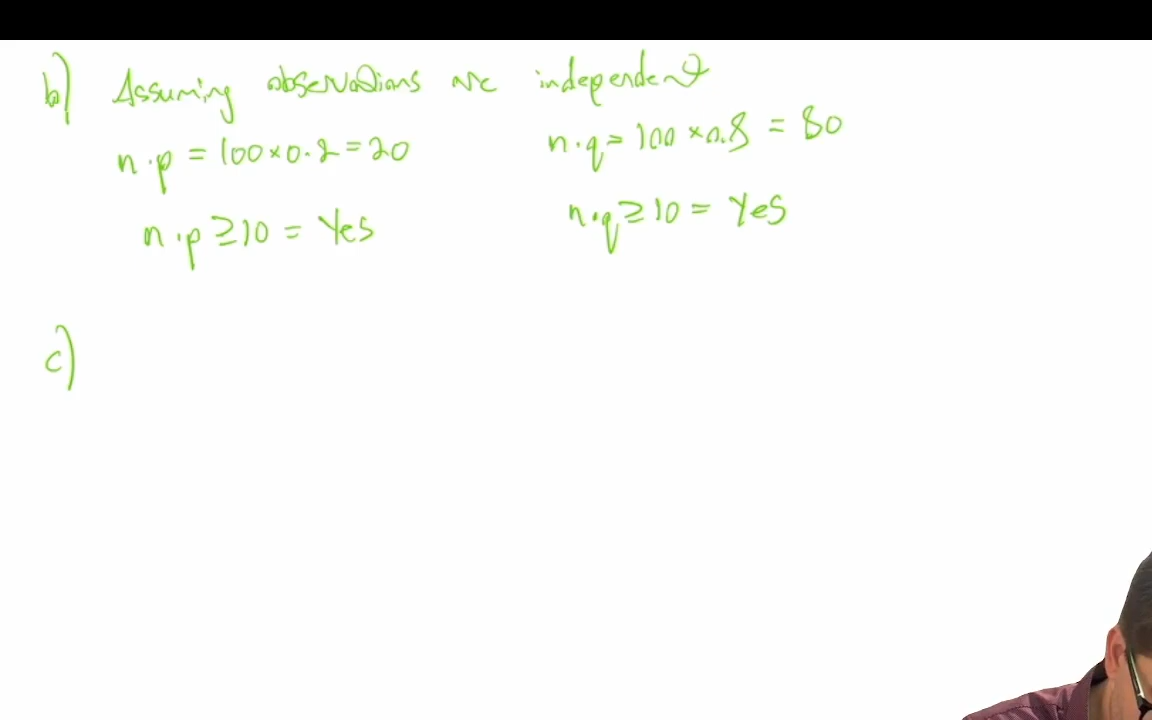 b) Assuming observations are independent
n·p = 100×0.2=20
n·q = 100 ×0.8 = 80
n·p ≥10 = Yes
n·q ≥ 10 = Yes
c)